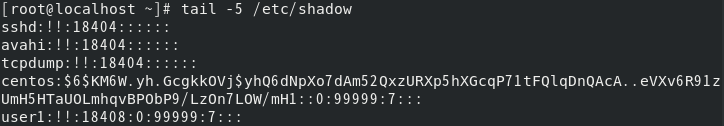 [root@localhost ~]# tail -5 /etc/shadow
sshd:!!:18404::::::
avahi:!!:18404::::::
tcpdump:!!:18404::::::
centos:$6$KM6W.yh.GcgkkOVj$yhQ6dNpXo7dAm52QxzURXp5hXGcqP71tFQlqDnQAcA..eVXv6R91z
UmH5HTaUOLmhqvBPObP9/LzOn7LOW/mH1::0:99999:7:::
user1:!!:18408:0:99999:7:::